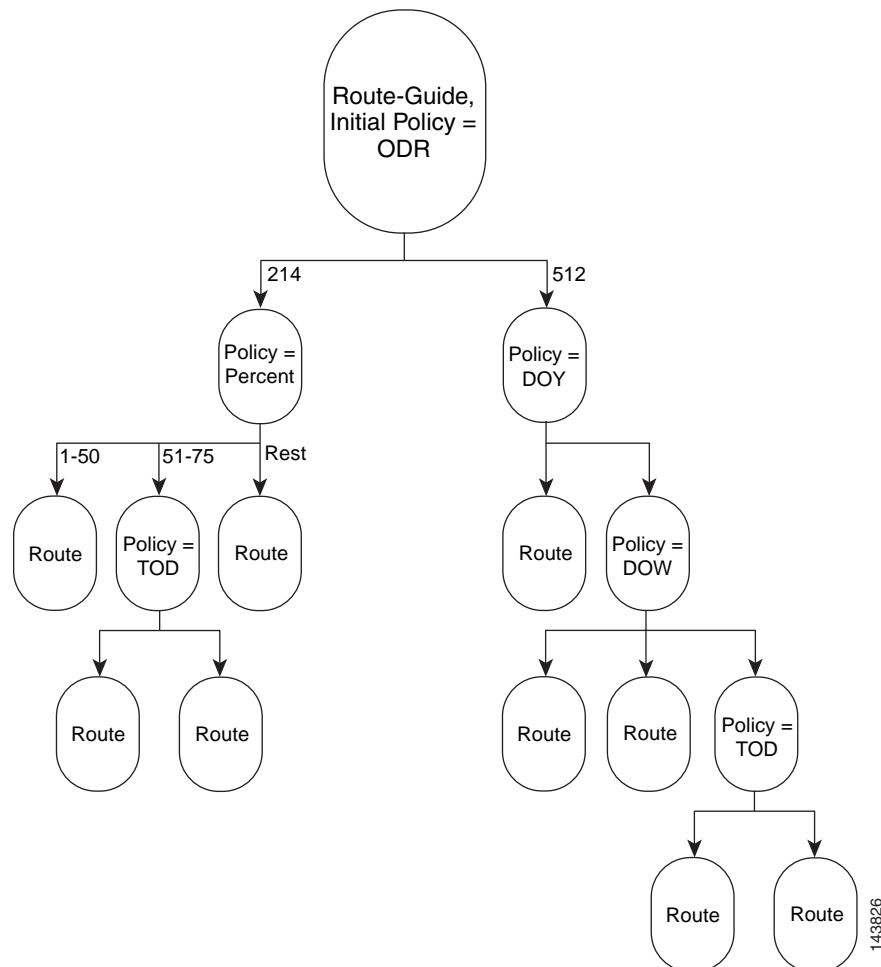 Route-Guide,
Initial Policy =
ODR
214
512
Policy =
Percent
Policy =
DOY
1-50
51-75
Rest
Route
Policy =
TOD
Route
Route
Policy =
DOW
Route
Route
Route
Route
Policy =
TOD
Route
Route
143826